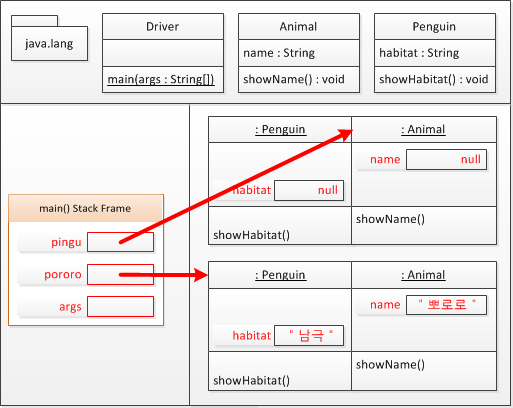 java.lang
Driver
main(args : String[])
Animal
name : String
showName() : void
Penguin
habitat : String
showHabitat() : void
main() Stack Frame
pingu
pororo
args
: Penguin
: Animal
name null
habitat null
showHabitat()
showName()
: Penguin
: Animal
name " 뽀로로 "
habitat " 남극 "
showHabitat()
showName()